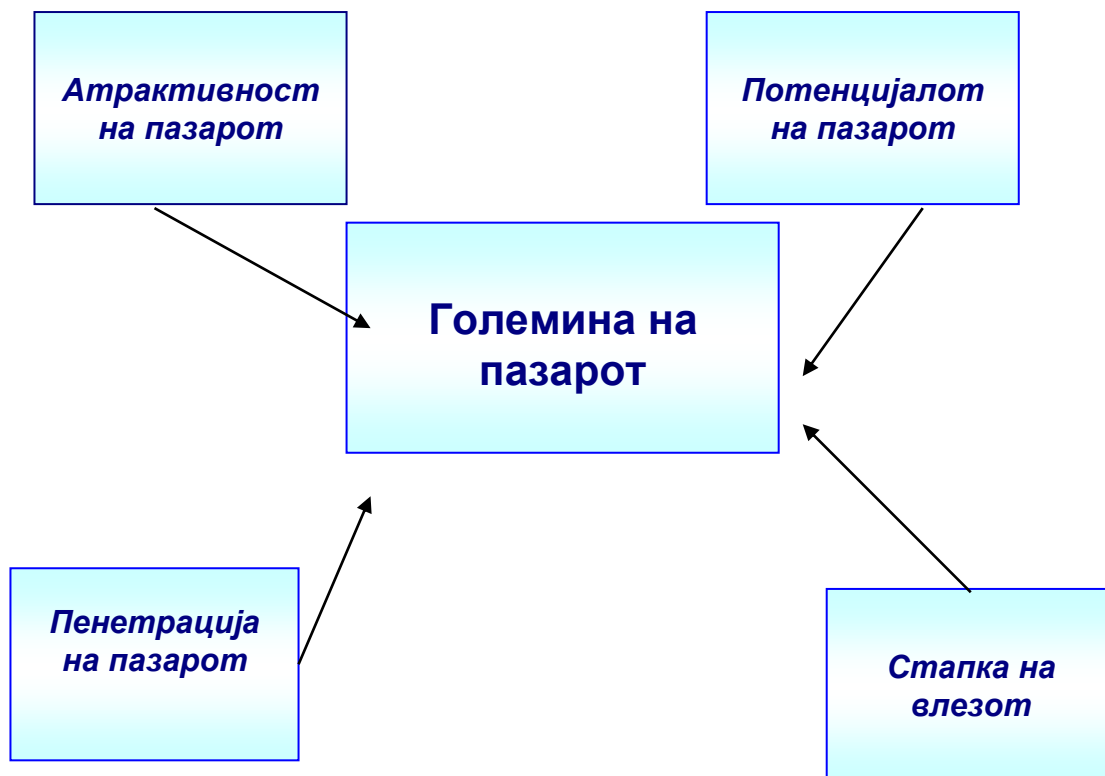 Атрактивност
на пазарот
Потенцијалот
на пазарот
Големина на
пазарот
Пенетрација
на пазарот
Стапка на
влезот